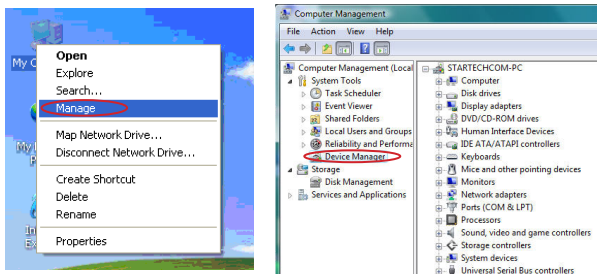 My C
My
P
In
Ex
Open
Explore
Search...
Manage
Map Network Drive...
Disconnect Network Drive...
Create Shortcut
Delete
Rename
Properties
Computer Management
File Action View Help
Computer Management (Local
System Tools
Task Scheduler
Event Viewer
Shared Folders
Local Users and Groups
Reliability and Performa
Device Manager
Storage
Disk Management
Services and Applications
STARTECHCOM-PC
Computer
Disk drives
Display adapters
DVD/CD-ROM drives
Human Interface Devices
IDE ATA/ATAPI controllers
Keyboards
Mice and other pointing devices
Monitors
Network adapters
Ports (COM & LPT)
Processors
Sound, video and game controllers
Storage controllers
System devices
Universal Serial Bus controllers